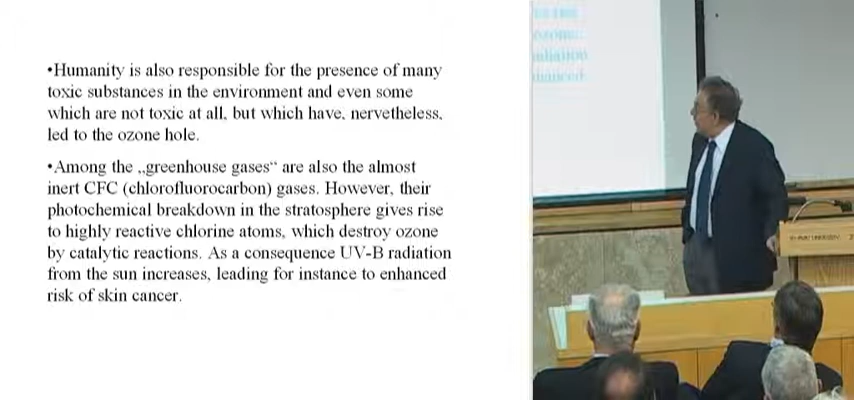 •Humanity is also responsible for the presence of many
toxic substances in the environment and even some
which are not toxic at all, but which have, nervetheless,
led to the ozone hole.
•Among the „greenhouse gases“ are also the almost
inert CFC (chlorofluorocarbon) gases. However, their
photochemical breakdown in the stratosphere gives rise
to highly reactive chlorine atoms, which destroy ozone
by catalytic reactions. As a consequence UV-B radiation
from the sun increases, leading for instance to enhanced
risk of skin cancer.